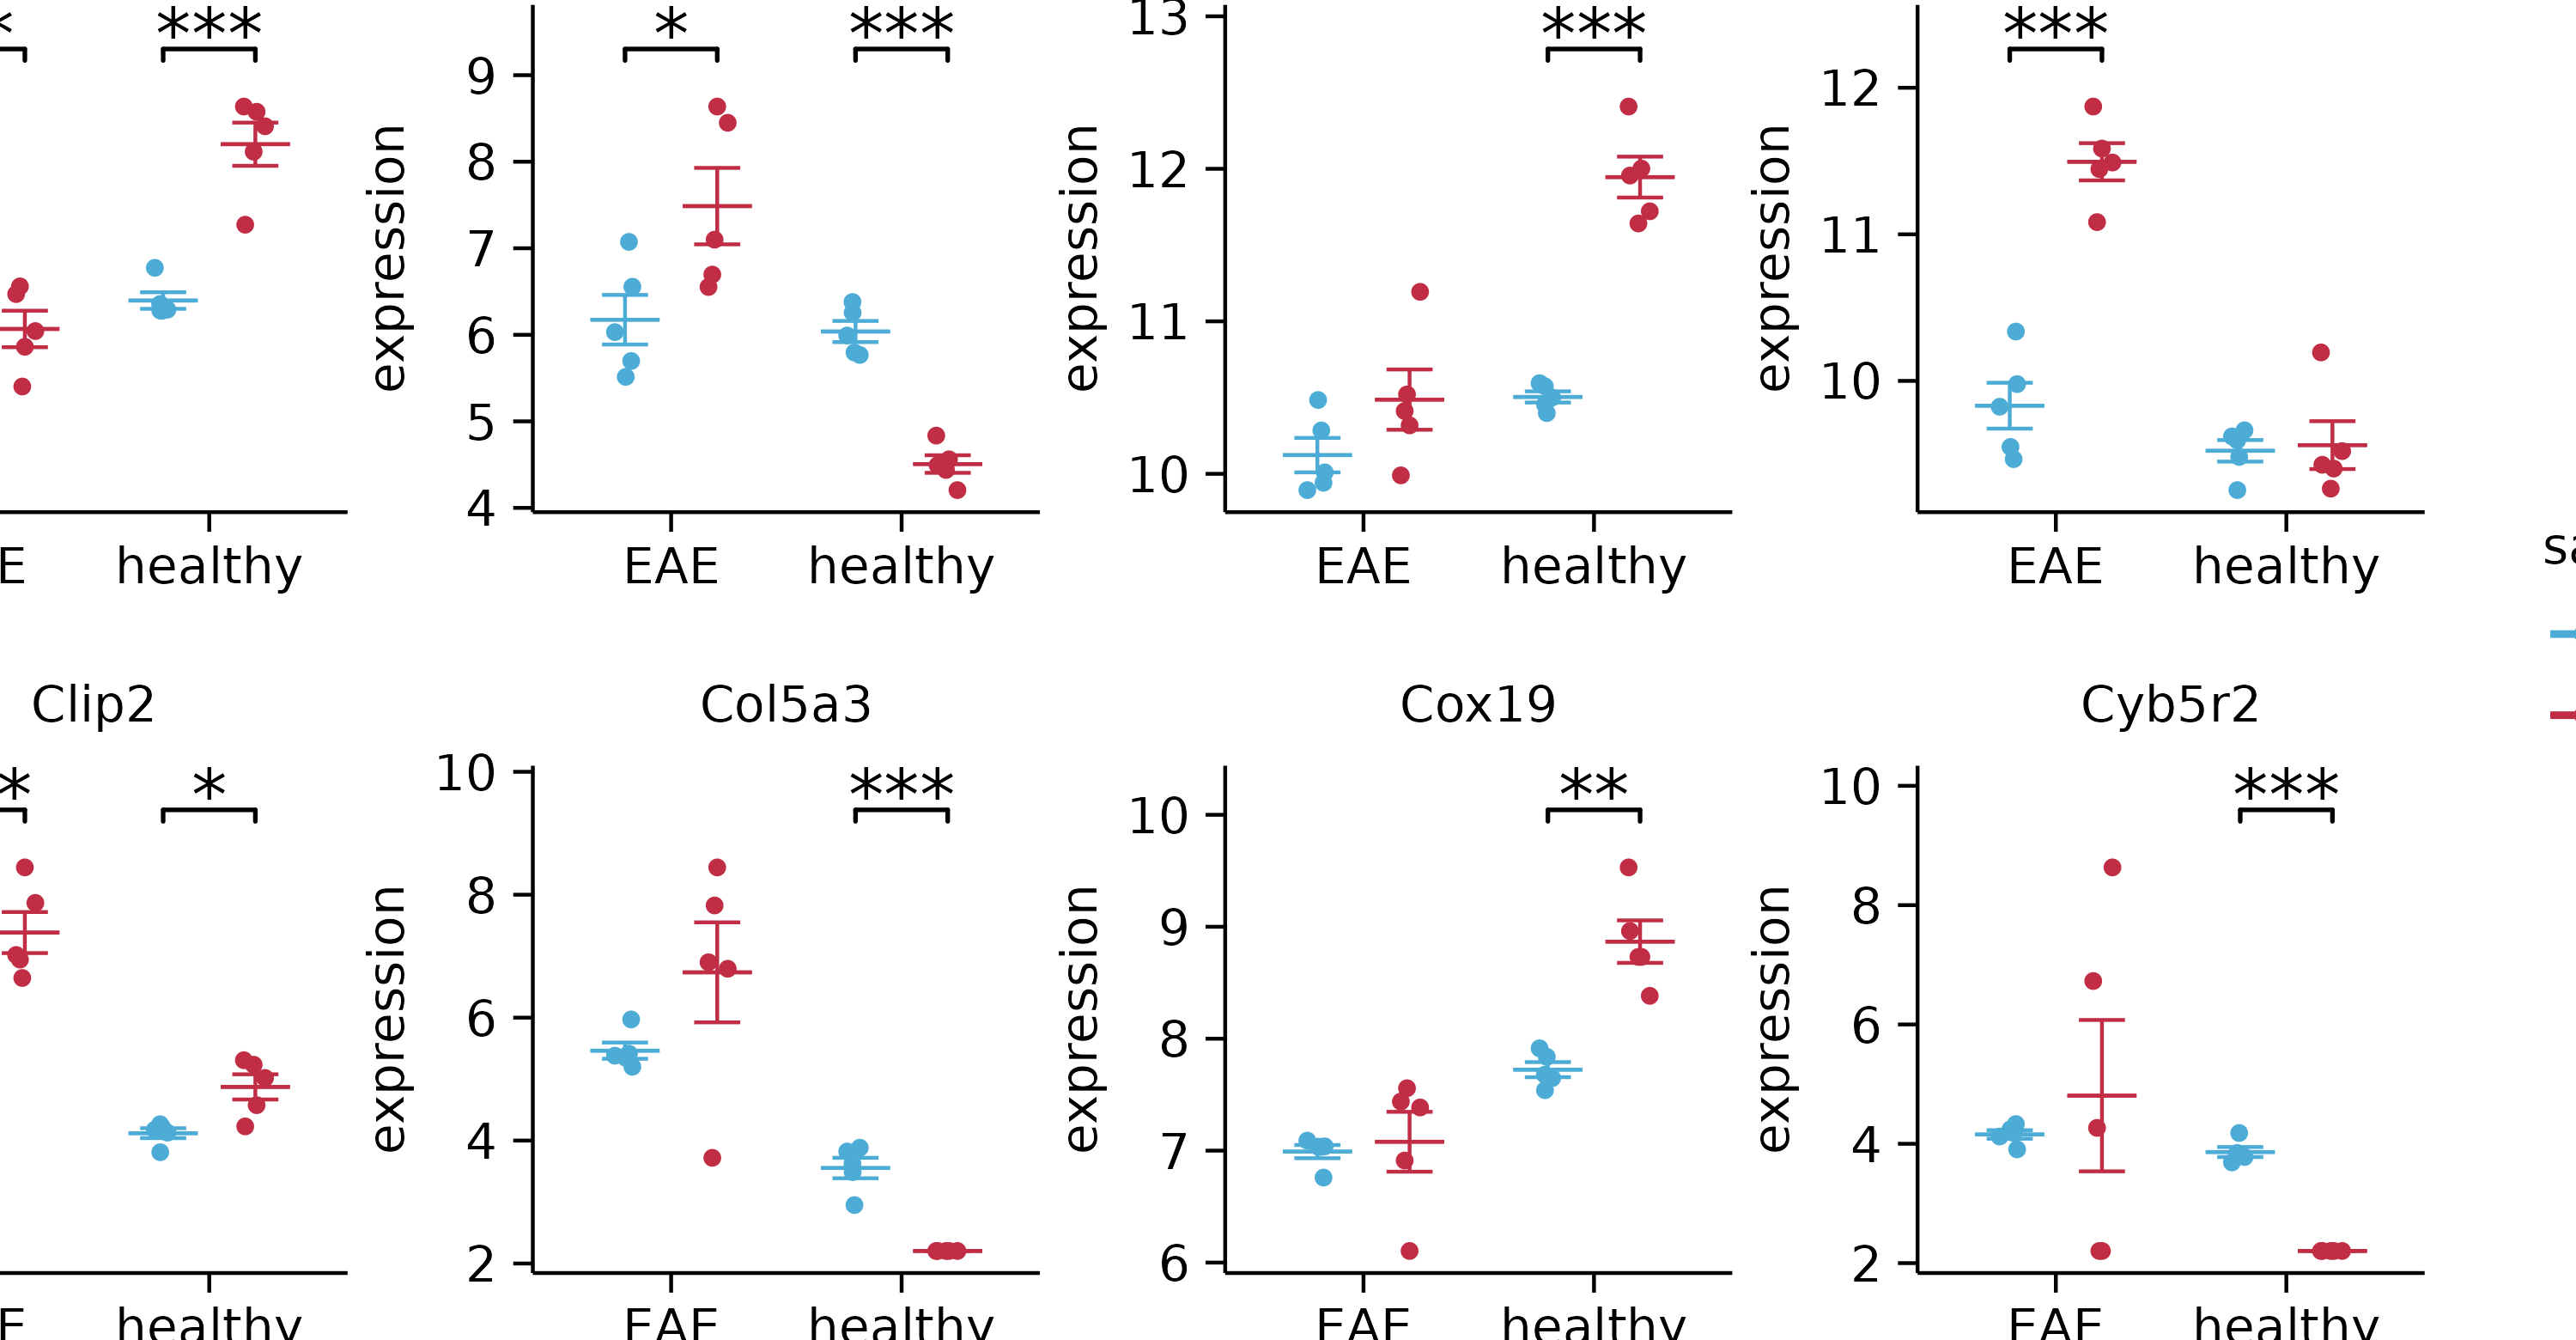 * *** * *** *** ***
13
9 12
8 12
11
7
11
6 10
5
10
4
expression expression expression
E healthy EAE healthy EAE healthy EAE healthy
Clip2 Col5a3 Cox19 Cyb5r2
* * *** ** ***
10 10
10
8 9 8
6 8 6
4 7 4
2 6 2
expression expression expression
healthy EAE healthy EAE healthy EAE healthy